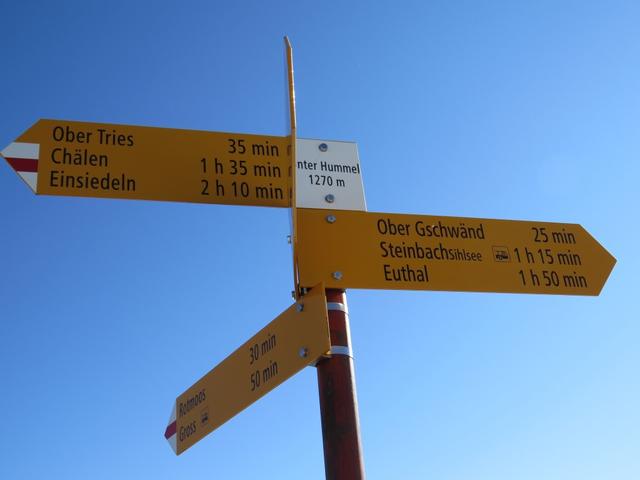 Ober Tries 35 min
Chälen 1 h 35 min
Einsiedeln 2 h 10 min
nter Hummel
1270 m
Ober Gschwänd 25 min
Steinbach Sihlsee 1 h 15 min
Euthal 1 h 50 min
Rotmoos 30 min
Gross 50 min